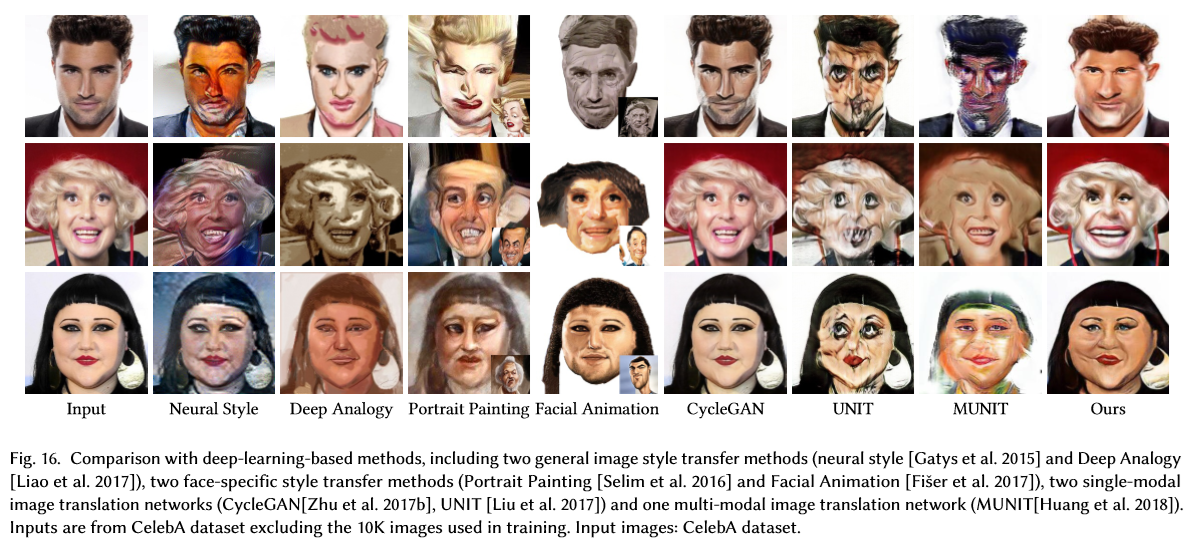 Input Neural Style Deep Analogy Portrait Painting Facial Animation CycleGAN UNIT MUNIT Ours
Fig. 16. Comparison with deep-learning-based methods, including two general image style transfer methods (neural style [Gatys et al. 2015] and Deep Analogy
[Liao et al. 2017]), two face-specific style transfer methods (Portrait Painting [Selim et al. 2016] and Facial Animation [Fišer et al. 2017]), two single-modal
image translation networks (CycleGAN[Zhu et al. 2017b], UNIT [Liu et al. 2017]) and one multi-modal image translation network (MUNIT[Huang et al. 2018]).
Inputs are from CelebA dataset excluding the 10K images used in training. Input images: CelebA dataset.